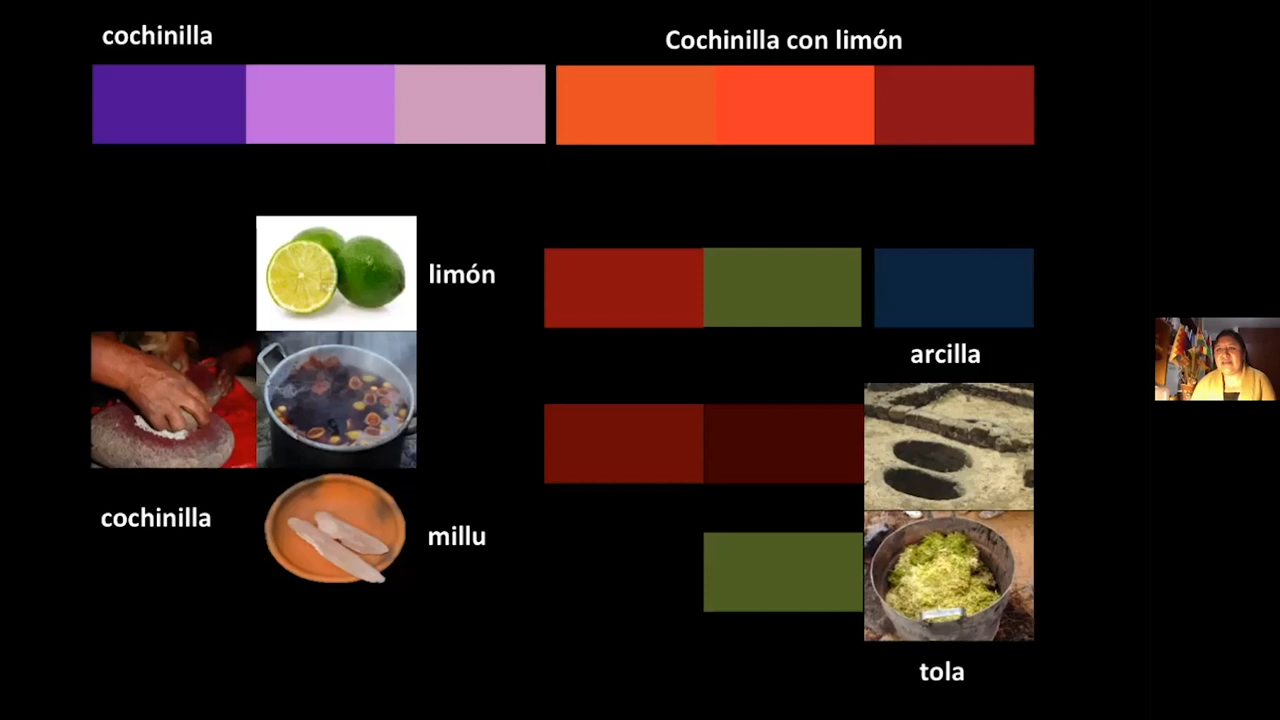 cochinilla
Cochinilla con limón
limón
arcilla
cochinilla
millu
tola